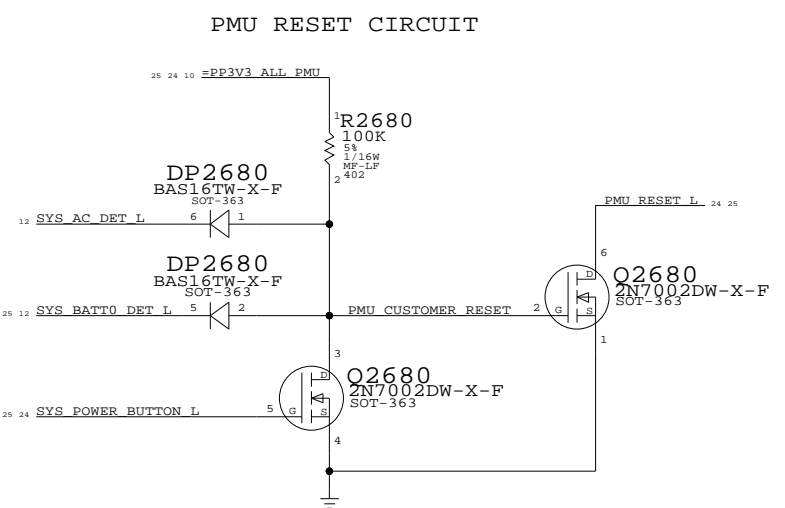 PMU RESET CIRCUIT
25 24 10 =PP3V3_ALL_PMU
1
R2680
100K
5%
1/16W
MF-LF
402
2
DP2680
BAS16TW-X-F
SOT-363
12 SYS_AC_DET_L 6 1
PMU_RESET_L 24 25
DP2680
BAS16TW-X-F
SOT-363
25 12 SYS_BATT0_DET_L 5 2
PMU_CUSTOMER_RESET 2
6
D
G
S
1
Q2680
2N7002DW-X-F
SOT-363
3
D
G
S
4
Q2680
2N7002DW-X-F
SOT-363
25 24 SYS_POWER_BUTTON_L 5